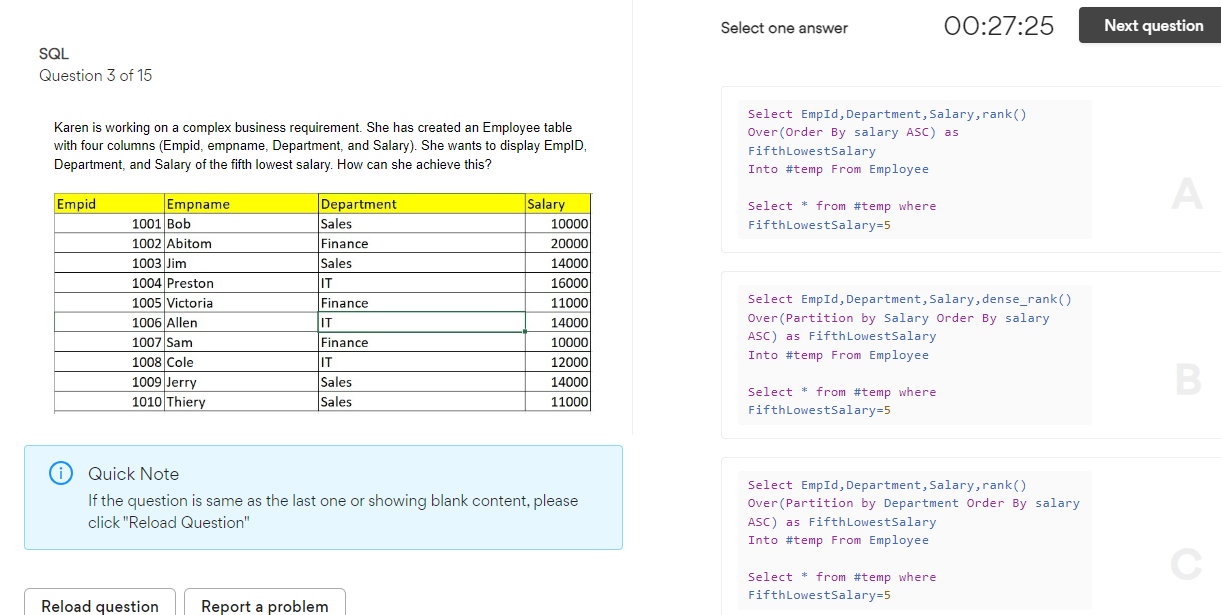 SQL
Question 3 of 15
Karen is working on a complex business requirement. She has created an Employee table
with four columns (Empid, empname, Department, and Salary). She wants to display EmpID,
Department, and Salary of the fifth lowest salary. How can she achieve this?
Empid Empname Department Salary
1001 Bob Sales 10000
1002 Abitom Finance 20000
1003 Jim Sales 14000
1004 Preston IT 16000
1005 Victoria Finance 11000
1006 Allen IT 14000
1007 Sam Finance 10000
1008 Cole IT 12000
1009 Jerry Sales 14000
1010 Thiery Sales 11000
Quick Note
If the question is same as the last one or showing blank content, please
click "Reload Question"
Reload question Report a problem
Select one answer 00:27:25 Next question
Select EmpId,Department,Salary,rank()
Over(Order By salary ASC) as
FifthLowestSalary
Into #temp From Employee
Select * from #temp where
FifthLowestSalary=5
A
Select EmpId,Department,Salary,dense_rank()
Over(Partition by Salary Order By salary
ASC) as FifthLowestSalary
Into #temp From Employee
Select * from #temp where
FifthLowestSalary=5
B
Select EmpId,Department,Salary,rank()
Over(Partition by Department Order By salary
ASC) as FifthLowestSalary
Into #temp From Employee
Select * from #temp where
FifthLowestSalary=5
C